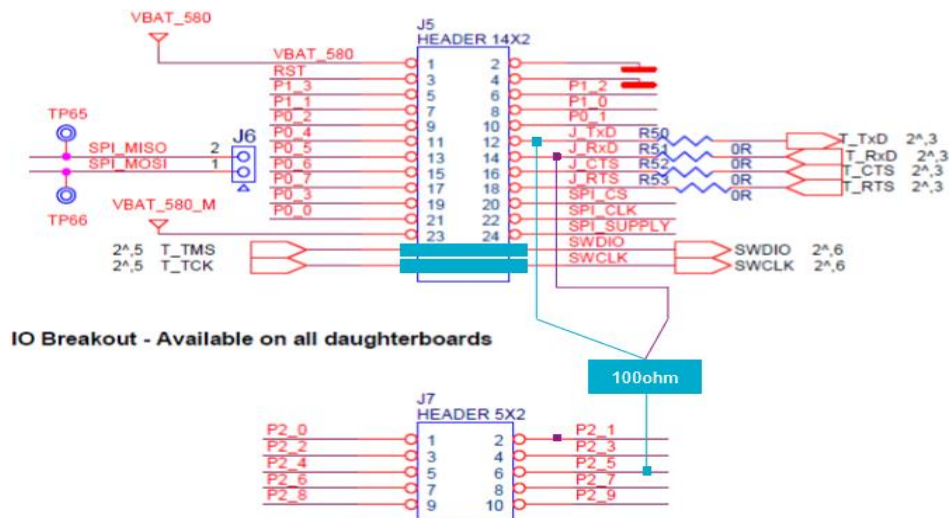 VBAT_580
J5
HEADER 14X2
VBAT_580 1 2
RST 3 4
P1_3 5 6 P1_2
P1_1 7 8 P1_0
P0_2 9 10 P0_1
P0_4 11 12 J_TxD R50 T_TxD 2^,3
P0_5 13 14 J_RxD R51 0R T_RxD 2^,3
P0_6 15 16 J_CTS R52 0R T_CTS 2^,3
P0_7 17 18 J_RTS R53 0R T_RTS 2^,3
P0_3 19 20 SPI_CS 0R
P0_0 21 22 SPI_CLK
23 24 SPI_SUPPLY
TP65
J6
SPI_MISO 2
SPI_MOSI 1
TP66
VBAT_580_M
2^,5 T_TMS SWDIO SWDIO 2^,6
2^,5 T_TCK SWCLK SWCLK 2^,6
IO Breakout - Available on all daughterboards
100ohm
J7
HEADER 5X2
P2_0 1 2 P2_1
P2_2 3 4 P2_3
P2_4 5 6 P2_5
P2_6 7 8 P2_7
P2_8 9 10 P2_9